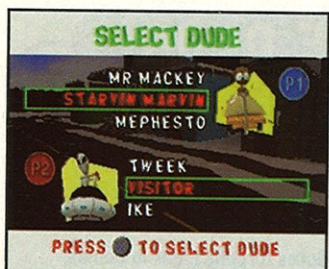 SELECT DUDE
MR MACKEY
P1
STARVIN MARVIN
MEPHESTO
P2
TWEEK
VISITOR
IKE
PRESS TO SELECT DUDE